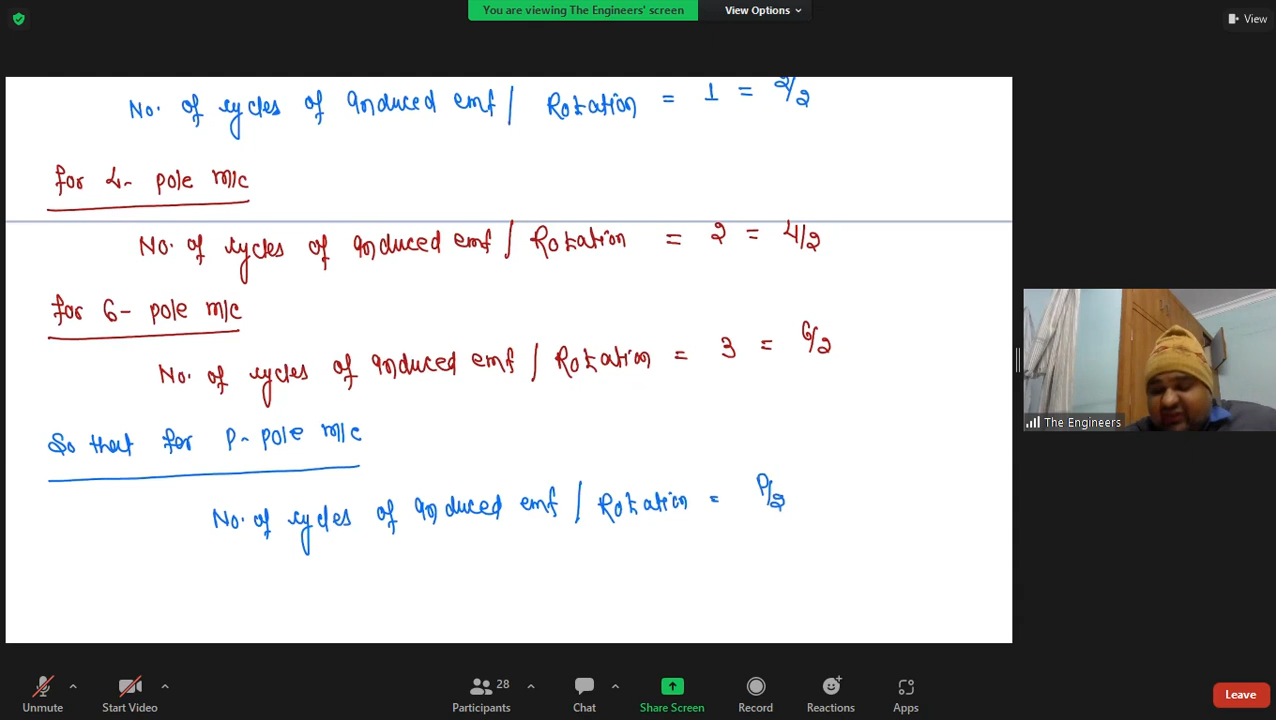 You are viewing The Engineers' screen
View Options
View
No. of cycles of induced emf / Rotation = 1 = 2/2
for 4- pole m/c
No. of cycles of induced emf / Rotation = 2 = 4/2
for 6- pole m/c
No. of cycles of induced emf / Rotation = 3 = 6/2
So that for P- pole m/c
No. of cycles of induced emf / Rotation = P/2
The Engineers
28
Unmute
Start Video
Participants
Chat
Share Screen
Record
Reactions
Apps
Leave